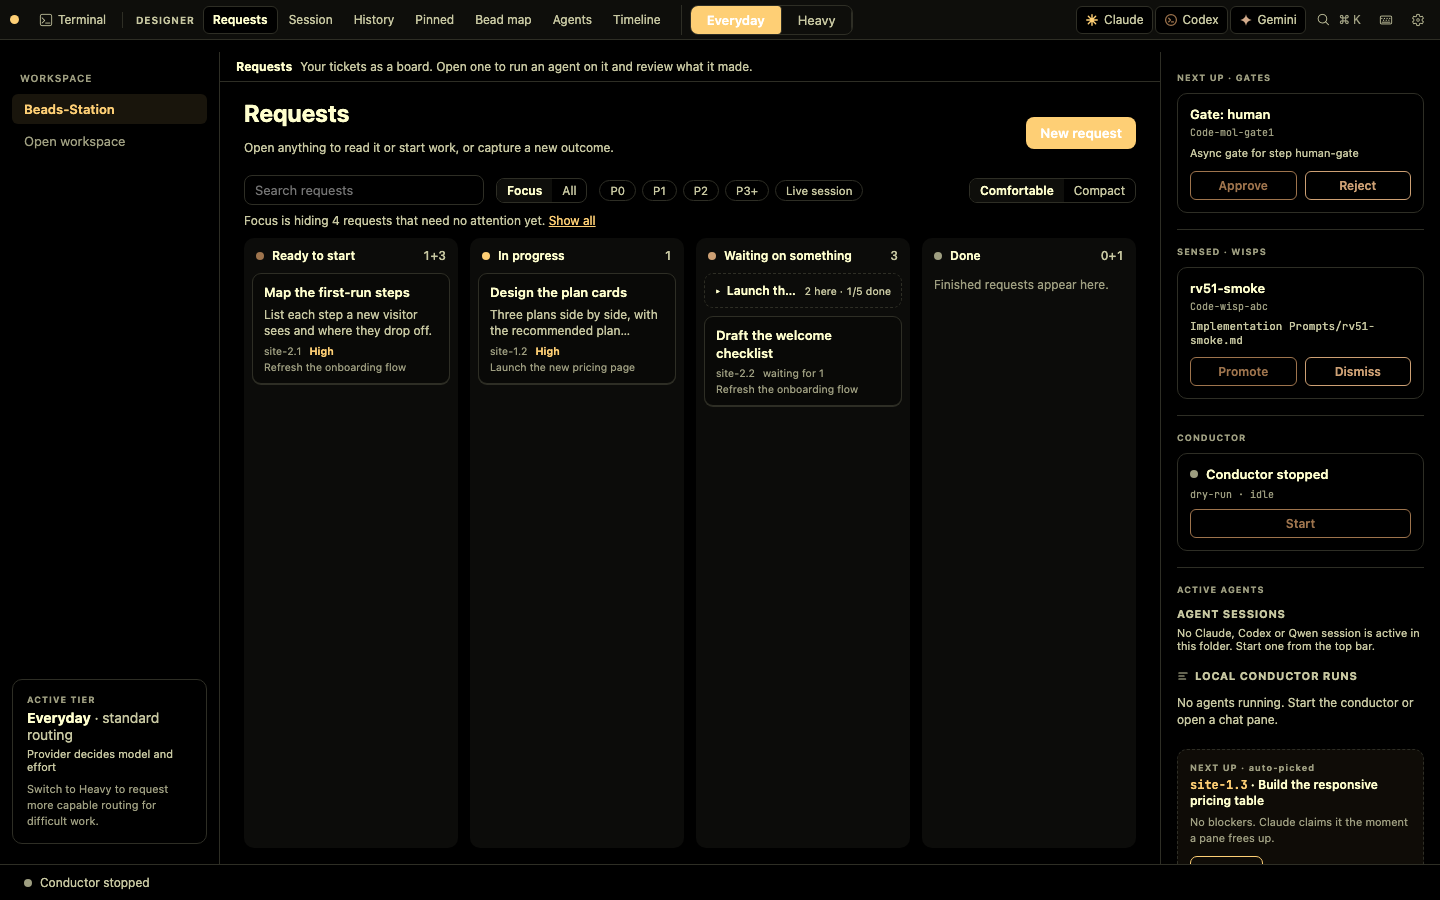 Terminal DESIGNER Requests Session History Pinned Bead map Agents Timeline Everyday Heavy Claude Codex Gemini ⌘ K
WORKSPACE
Beads-Station
Open workspace
ACTIVE TIER
Everyday · standard
routing
Provider decides model and
effort
Switch to Heavy to request
more capable routing for
difficult work.
Requests Your tickets as a board. Open one to run an agent on it and review what it made.
Requests
Open anything to read it or start work, or capture a new outcome.
New request
Search requests Focus All P0 P1 P2 P3+ Live session Comfortable Compact
Focus is hiding 4 requests that need no attention yet. Show all
Ready to start 1+3
Map the first-run steps
List each step a new visitor
sees and where they drop off.
site-2.1 High
Refresh the onboarding flow
In progress 1
Design the plan cards
Three plans side by side, with
the recommended plan...
site-1.2 High
Launch the new pricing page
Waiting on something 3
Launch th... 2 here · 1/5 done
Draft the welcome
checklist
site-2.2 waiting for 1
Refresh the onboarding flow
Done 0+1
Finished requests appear here.
NEXT UP · GATES
Gate: human
Code-mol-gate1
Async gate for step human-gate
Approve Reject
SENSED · WISPS
rv51-smoke
Code-wisp-abc
Implementation Prompts/rv51-
smoke.md
Promote Dismiss
CONDUCTOR
Conductor stopped
dry-run · idle
Start
ACTIVE AGENTS
AGENT SESSIONS
No Claude, Codex or Qwen session is active in
this folder. Start one from the top bar.
LOCAL CONDUCTOR RUNS
No agents running. Start the conductor or
open a chat pane.
NEXT UP · auto-picked
site-1.3 · Build the responsive
pricing table
No blockers. Claude claims it the moment
a pane frees up.
Conductor stopped